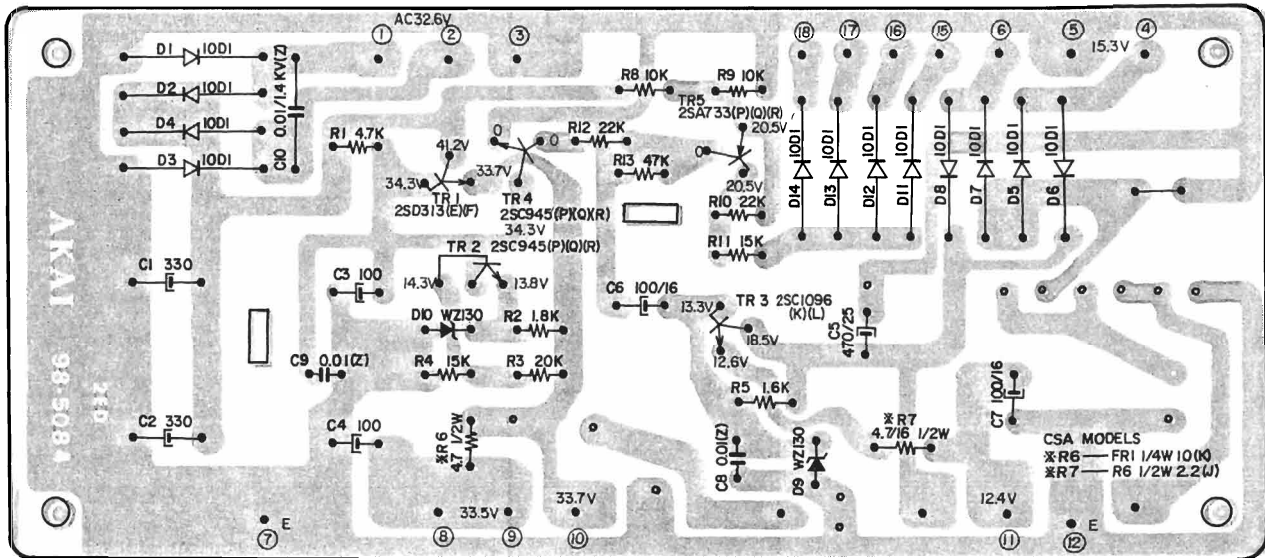 AC32.6V
① ② ③ ⑱ ⑰ ⑯ ⑮ ⑥ ⑤ ④
15.3V
D1 10D1
D2 10D1
D4 10D1
D3 10D1
C10 0.01/1.4KV(Z)
R1 4.7K
41.2V
34.3V
TR1
2SD313(E)(F)
0
0
33.7V
TR4
2SC945(P)(Q)(R)
34.3V
TR2 2SC945(P)(Q)(R)
14.3V
13.8V
R8 10K
R9 10K
TR5
2SA733(P)(Q)(R)
20.5V
0
20.5V
R12 22K
R13 47K
R10 22K
R11 15K
D14 10D1
D13 10D1
D12 10D1
D11 10D1
D8 10D1
D7 10D1
D5 10D1
D6 10D1
AKAI 98 5084
2ED
C1 330
C3 100
D10 WZ130
R2 1.8K
C9 0.01(Z)
R4 15K
R3 20K
C6 100/16
13.3V
TR3 2SC1096
(K)(L)
18.5V
12.6V
C5
470/25
R5 1.6K
C2 330
C4 100
※R6
4.7 1/2W
C8 0.01(Z)
D9 WZ130
※R7
4.7/16 1/2W
C7 100/16
CSA MODELS
※R6 — FR1 1/4W 10(K)
※R7 — R6 1/2W 2.2(J)
E
⑦
33.5V
33.7V
⑧ ⑨ ⑩
12.4V
⑪
E
⑫